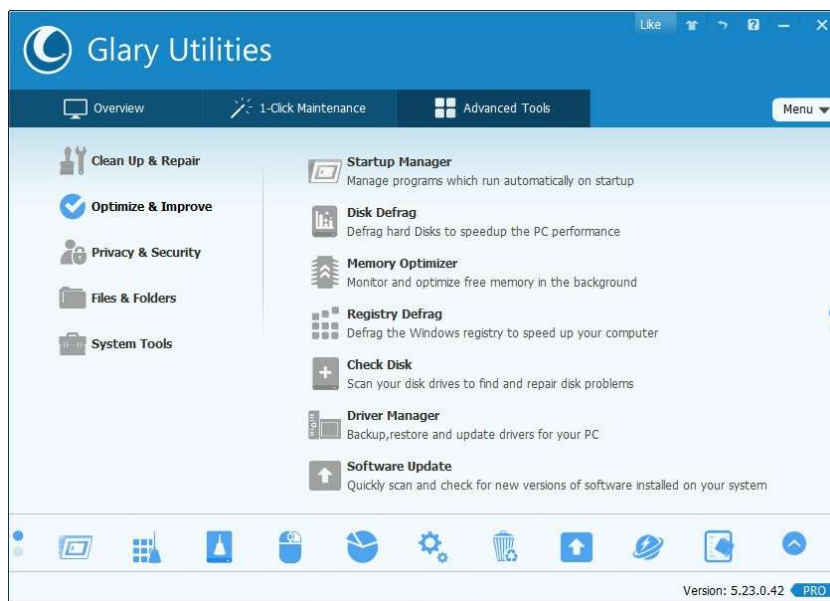 Like
Glary Utilities
Overview
1-Click Maintenance
Advanced Tools
Menu
Clean Up & Repair
Optimize & Improve
Privacy & Security
Files & Folders
System Tools
Startup Manager
Manage programs which run automatically on startup
Disk Defrag
Defrag hard Disks to speedup the PC performance
Memory Optimizer
Monitor and optimize free memory in the background
Registry Defrag
Defrag the Windows registry to speed up your computer
Check Disk
Scan your disk drives to find and repair disk problems
Driver Manager
Backup,restore and update drivers for your PC
Software Update
Quickly scan and check for new versions of software installed on your system
Version: 5.23.0.42 PRO